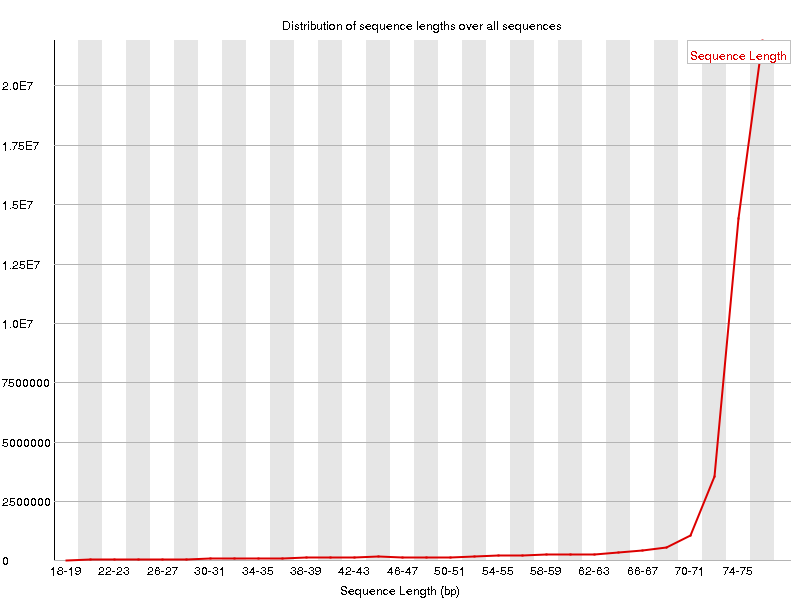 Distribution of sequence lengths over all sequences
Sequence Length
2.0E7
1.75E7
1.5E7
1.25E7
1.0E7
7500000
5000000
2500000
0
18-19 22-23 26-27 30-31 34-35 38-39 42-43 46-47 50-51 54-55 58-59 62-63 66-67 70-71 74-75
Sequence Length (bp)